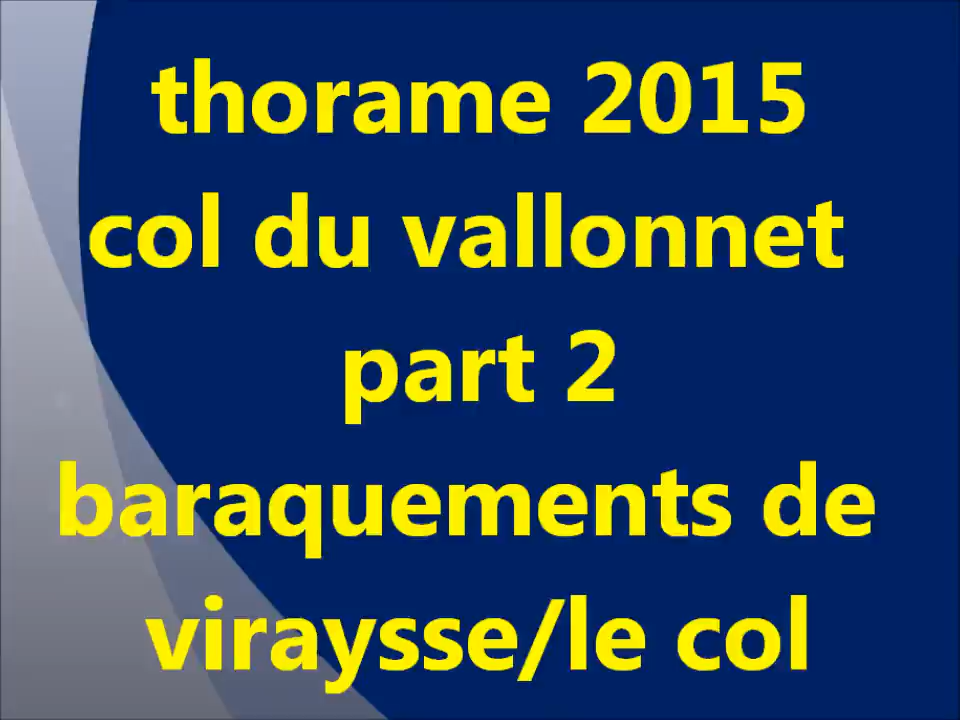 thorame 2015
col du vallonnet
part 2
baraquements de
viraysse/le col